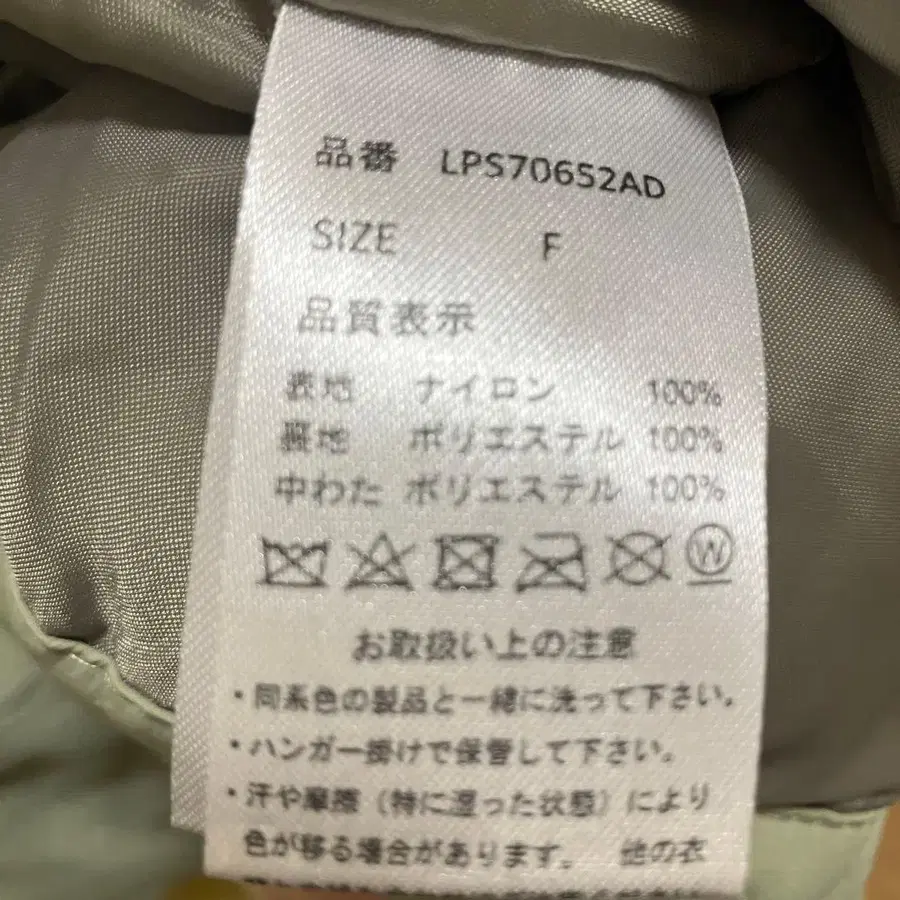 品番 LPS70652AD
SIZE F
品質表示
表地 ナイロン 100%
裏地 ポリエステル 100%
中わた ポリエステル 100%
W
お取扱い上の注意
・同系色の製品と一緒に洗って下さい。
・ハンガー掛けで保管して下さい。
・汗や摩擦（特に湿った状態）により
色が移る場合があります。 他の衣